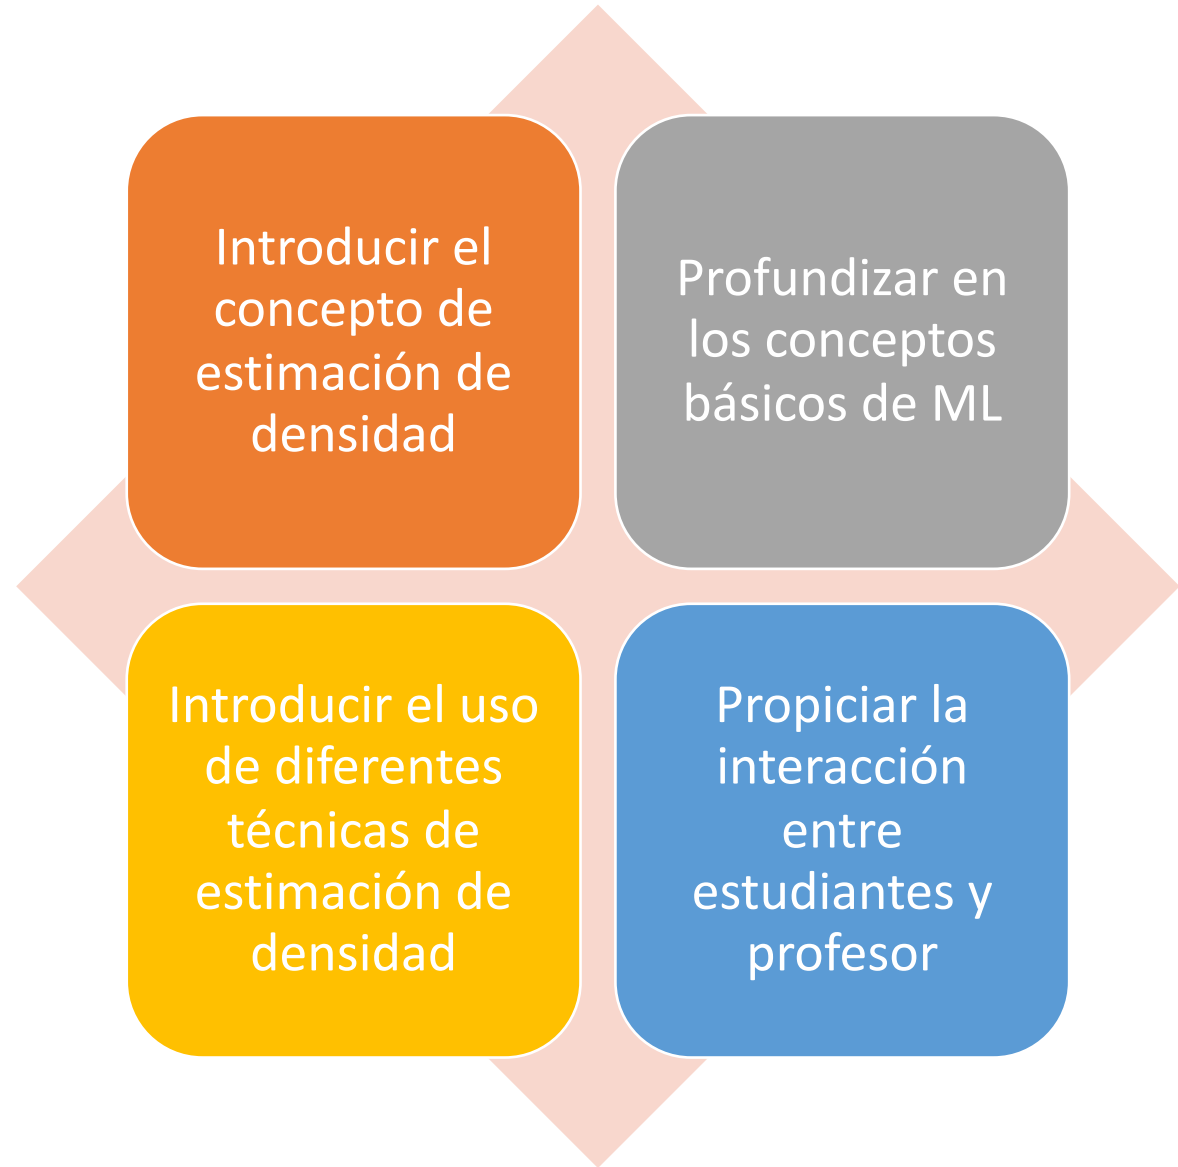 Introducir el
concepto de
estimación de
densidad
Profundizar en
los conceptos
básicos de ML
Introducir el uso
de diferentes
técnicas de
estimación de
densidad
Propiciar la
interacción
entre
estudiantes y
profesor